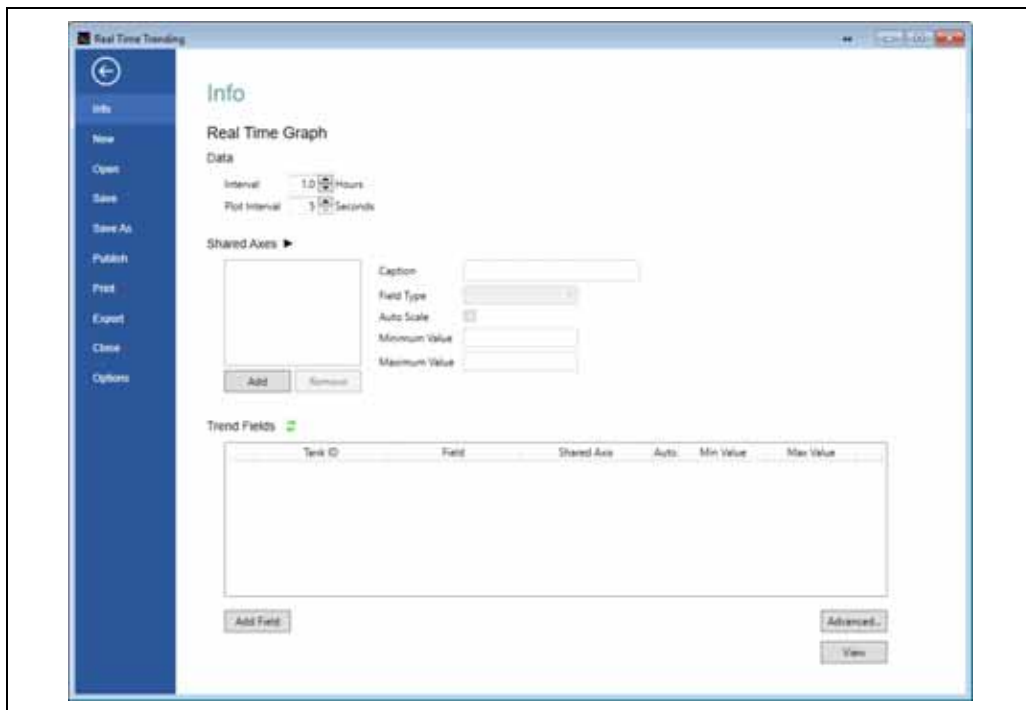 Real Time Trending
Info
New
Open
Save
Save As
Publish
Print
Export
Close
Options
Info
Real Time Graph
Data
Interval 1.0 Hours
Plot Interval 5 Seconds
Shared Axes
Caption
Field Type
Auto Scale
Minimum Value
Maximum Value
Add Remove
Trend Fields
Tank ID Field Shared Axis Auto Min Value Max Value
Add Field Advanced...
View